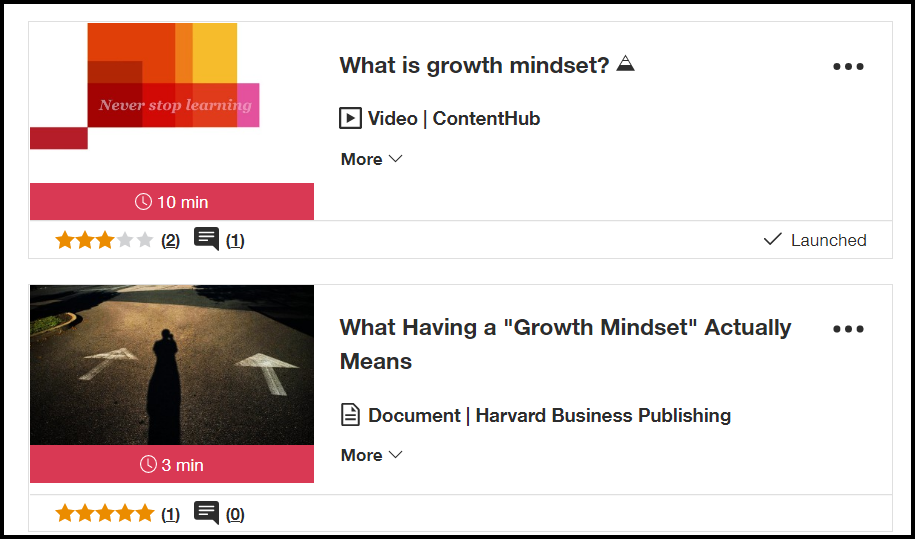 What is growth mindset?
Never stop learning
Video | ContentHub
More
10 min
(2) (1)
Launched
What Having a "Growth Mindset" Actually
Means
Document | Harvard Business Publishing
More
3 min
(1) (0)